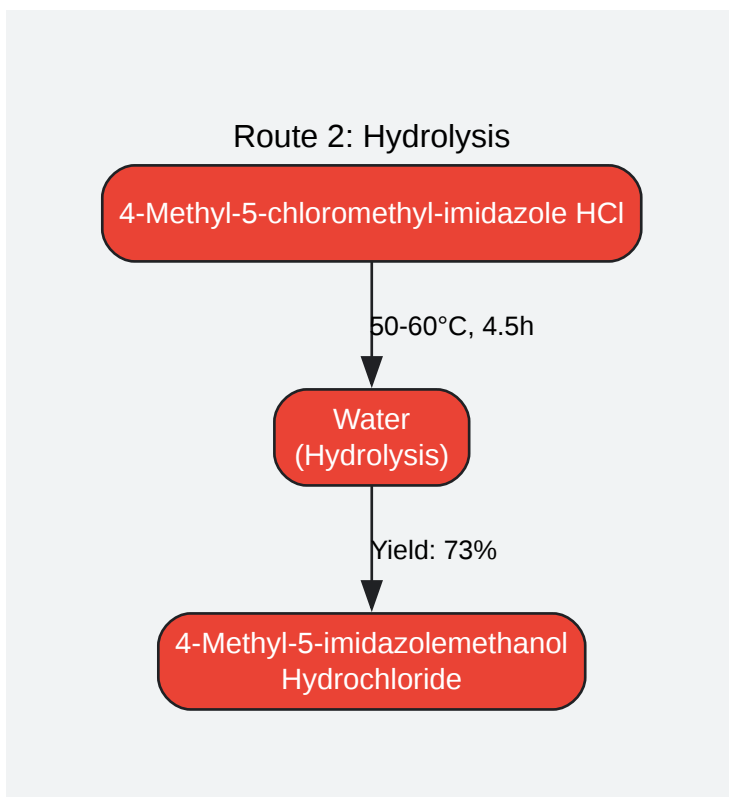 Route 2: Hydrolysis
4-Methyl-5-chloromethyl-imidazole HCl
50-60°C, 4.5h
Water
(Hydrolysis)
Yield: 73%
4-Methyl-5-imidazolemethanol
Hydrochloride